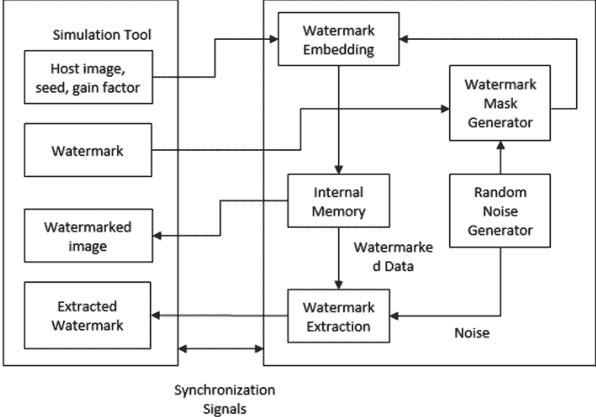 Simulation Tool
Host image,
seed, gain factor
Watermark
Watermarked
image
Extracted
Watermark
Watermark
Embedding
Watermark
Mask
Generator
Internal
Memory
Random
Noise
Generator
Watermarke
d Data
Watermark
Extraction
Noise
Synchronization
Signals